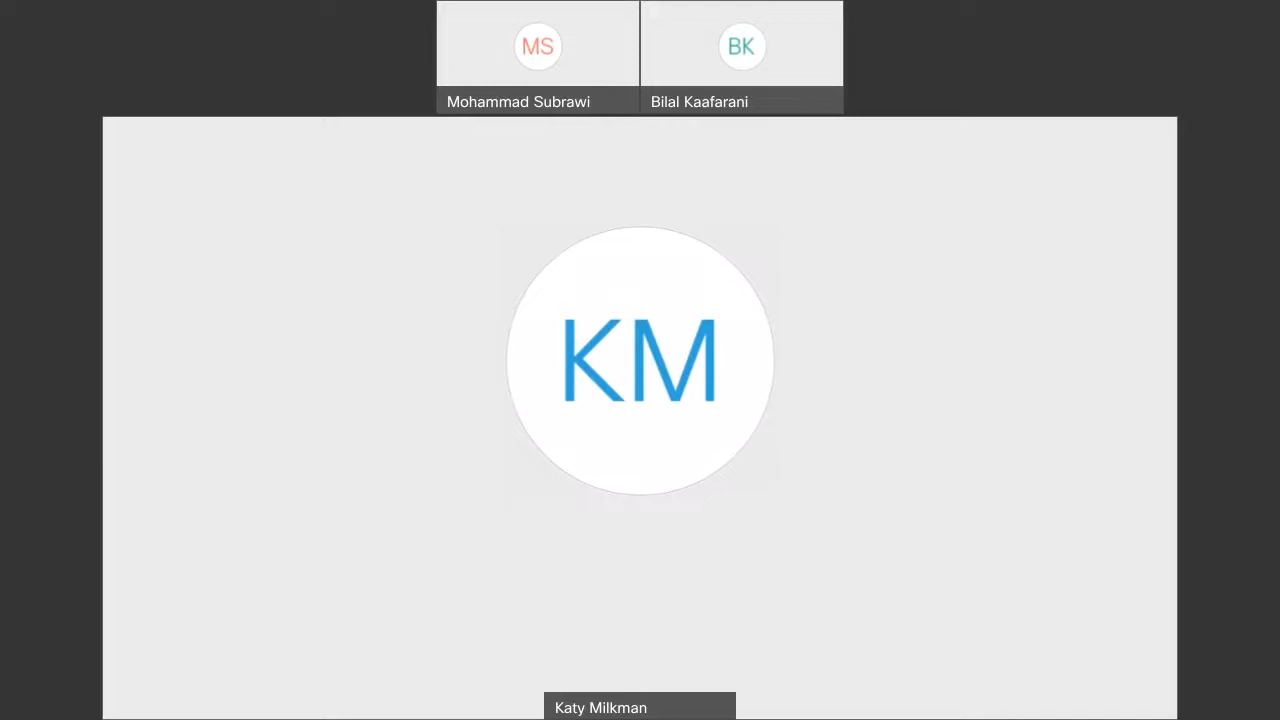 MS
BK
Mohammad Subrawi
Bilal Kaafarani
KM
Katy Milkman